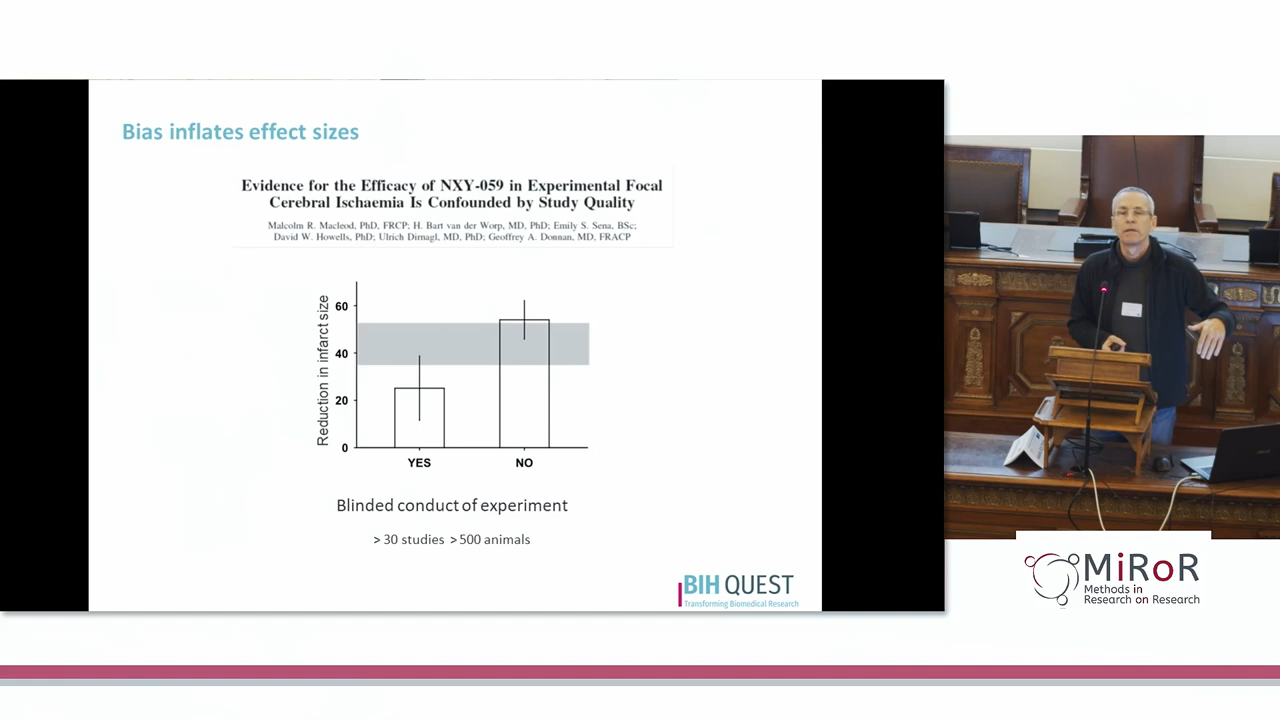 Bias inflates effect sizes
Evidence for the Efficacy of NXY-059 in Experimental Focal
Cerebral Ischaemia Is Confounded by Study Quality
Malcolm R. Macleod, PhD, FRCP; H. Bart van der Worp, MD, PhD; Emily S. Sena, BSc;
David W. Howells, PhD; Ulrich Dirnagl, MD, PhD; Geoffrey A. Donnan, MD, FRACP
Reduction in infarct size
60
40
20
0
YES
NO
Blinded conduct of experiment
> 30 studies > 500 animals
BIH QUEST
Transforming Biomedical Research
MiRoR
Methods in
Research on Research